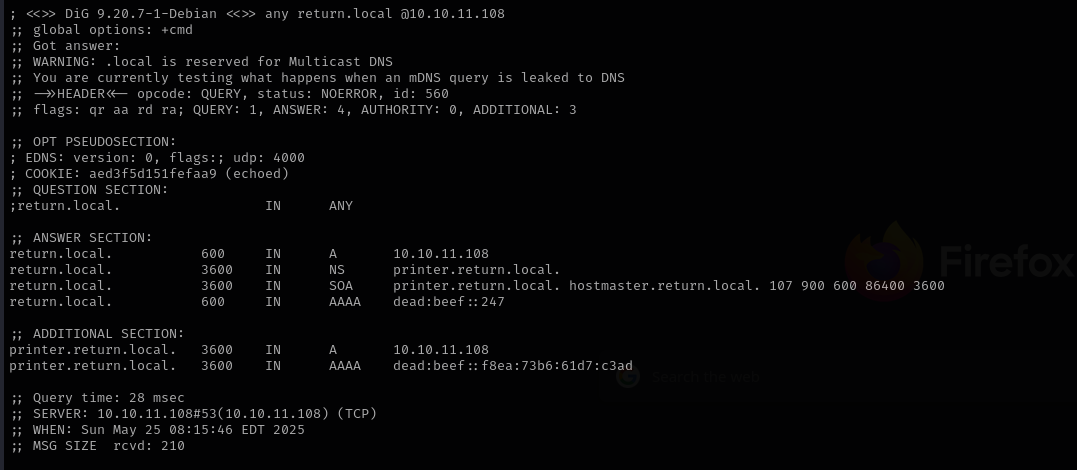 ; <<>> DiG 9.20.7-1-Debian <<>> any return.local @10.10.11.108
;; global options: +cmd
;; Got answer:
;; WARNING: .local is reserved for Multicast DNS
;; You are currently testing what happens when an mDNS query is leaked to DNS
;; ->>HEADER<<- opcode: QUERY, status: NOERROR, id: 560
;; flags: qr aa rd ra; QUERY: 1, ANSWER: 4, AUTHORITY: 0, ADDITIONAL: 3
;; OPT PSEUDOSECTION:
; EDNS: version: 0, flags:; udp: 4000
; COOKIE: aed3f5d151fefaa9 (echoed)
;; QUESTION SECTION:
;return.local. IN ANY
;; ANSWER SECTION:
return.local. 600 IN A 10.10.11.108
return.local. 3600 IN NS printer.return.local.
return.local. 3600 IN SOA printer.return.local. hostmaster.return.local. 107 900 600 86400 3600
return.local. 600 IN AAAA dead:beef::247
Firefox
;; ADDITIONAL SECTION:
printer.return.local. 3600 IN A 10.10.11.108
printer.return.local. 3600 IN AAAA dead:beef::f8ea:73b6:61d7:c3ad
Search the web
;; Query time: 28 msec
;; SERVER: 10.10.11.108#53(10.10.11.108) (TCP)
;; WHEN: Sun May 25 08:15:46 EDT 2025
;; MSG SIZE rcvd: 210